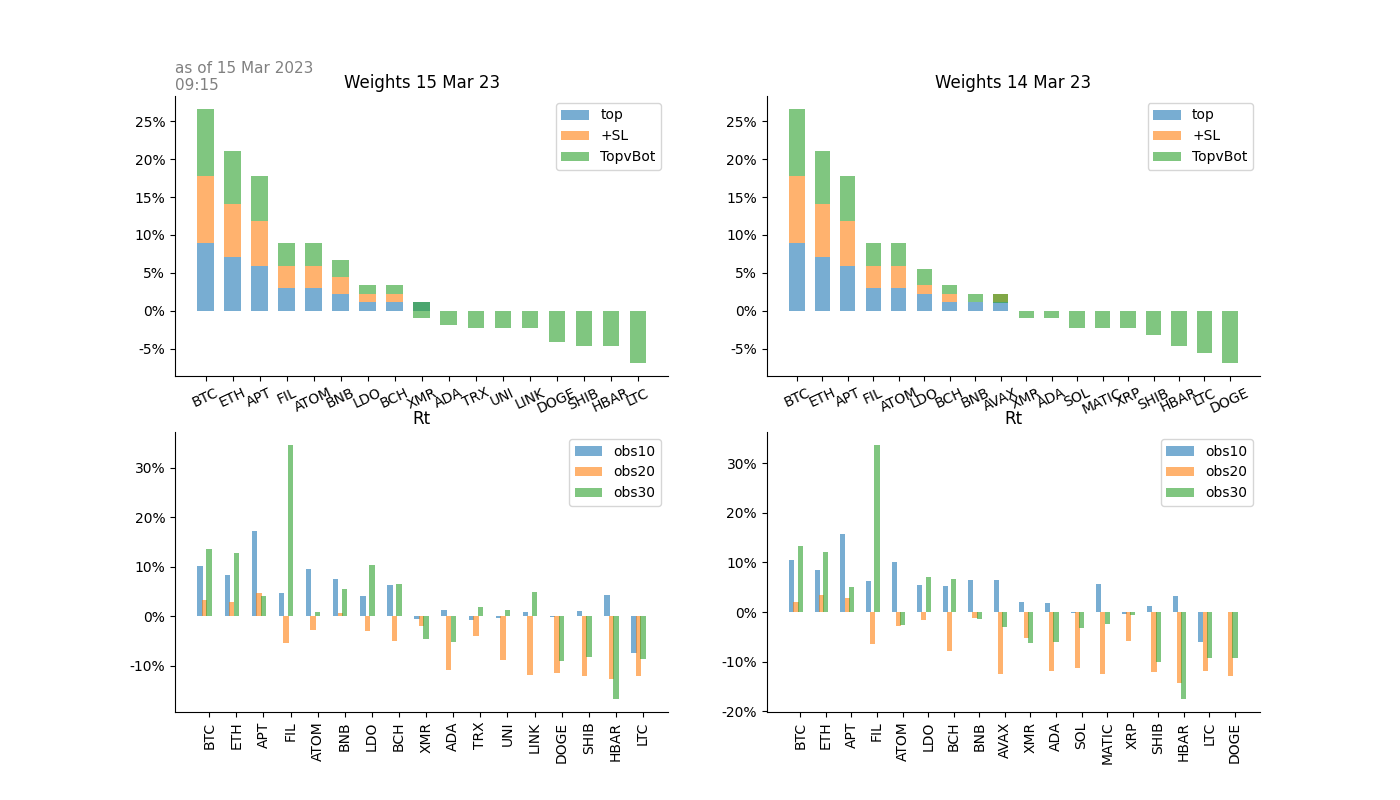 as of 15 Mar 2023
09:15
Weights 15 Mar 23
25%
20%
15%
10%
5%
0%
-5%
top
+SL
TopvBot
BTC ETH APT FIL ATOM BNB LDO BCH XMR ADA TRX UNI LINK DOGE SHIB HBAR LTC
Weights 14 Mar 23
25%
20%
15%
10%
5%
0%
-5%
top
+SL
TopvBot
BTC ETH APT FIL ATOM LDO BCH BNB AVAX XMR ADA SOL MATIC XRP SHIB HBAR LTC DOGE
Rt
30%
20%
10%
0%
-10%
obs10
obs20
obs30
BTC ETH APT FIL ATOM BNB LDO BCH XMR ADA TRX UNI LINK DOGE SHIB HBAR LTC
Rt
30%
20%
10%
0%
-10%
-20%
obs10
obs20
obs30
BTC ETH APT FIL ATOM LDO BCH BNB AVAX XMR ADA SOL MATIC XRP SHIB HBAR LTC DOGE